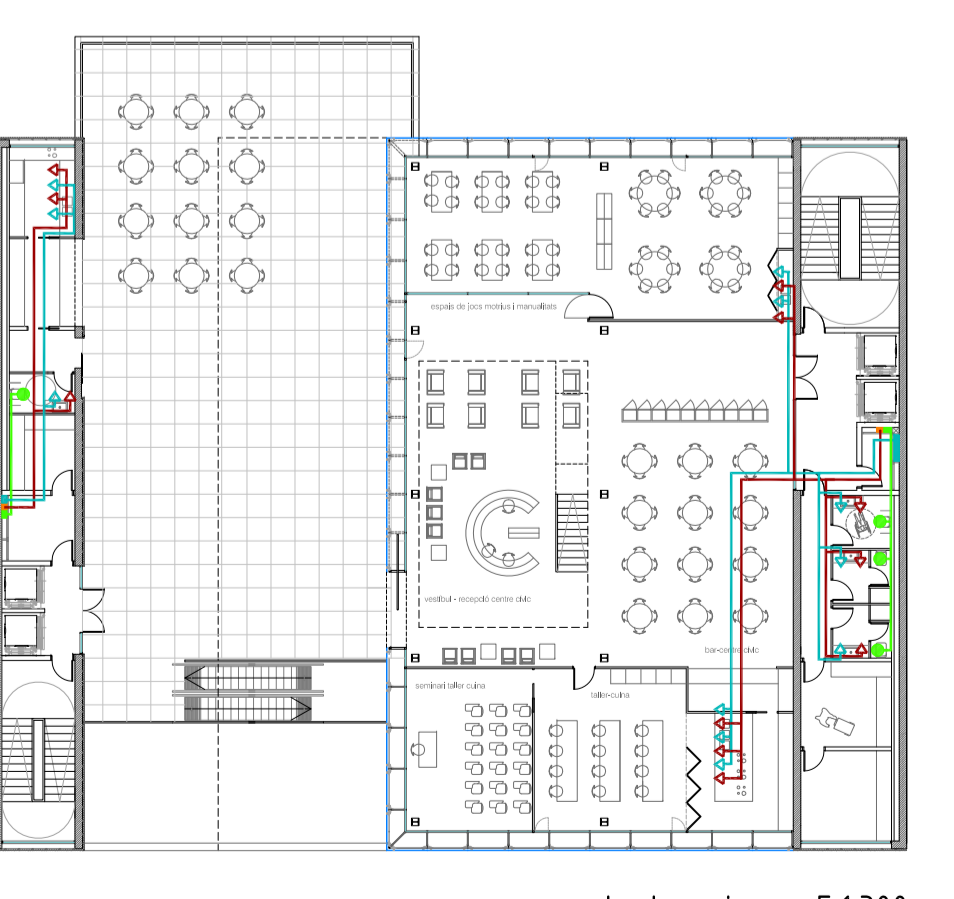 espais de jocs motrius i manualitats
vestíbul - recepció centre cívic
bar-centre cívic
seminari taller cuina
taller-cuina